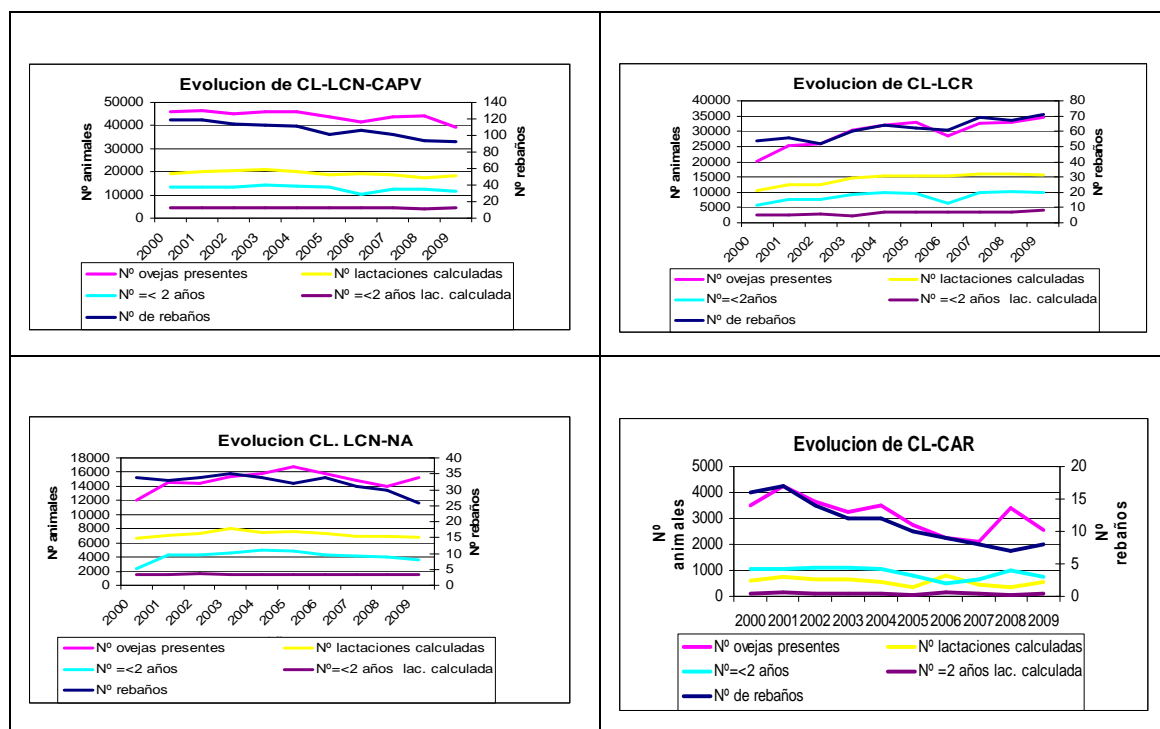 Evolucion de CL-LCN-CAPV
Nº animales
50000
40000
30000
20000
10000
0
140
120
100
80
60
40
20
0
Nº rebaños
2000
2001
2002
2003
2004
2005
2006
2007
2008
2009
Nº ovejas presentes
Nº lactaciones calculadas
Nº =< 2 años
Nº =<2 años lac. calculada
Nº de rebaños
Evolucion de CL-LCR
Nº animales
40000
35000
30000
25000
20000
15000
10000
5000
0
80
70
60
50
40
30
20
10
0
Nº rebaños
2000
2001
2002
2003
2004
2005
2006
2007
2008
2009
Nº ovejas presentes
Nº lactaciones calculadas
Nº=<2años
Nº =<2 años lac. calculada
Nº de rebaños
Evolucion CL. LCN-NA
Nº animales
18000
16000
14000
12000
10000
8000
6000
4000
2000
0
40
35
30
25
20
15
10
5
0
Nº rebaños
2000
2001
2002
2003
2004
2005
2006
2007
2008
2009
Nº ovejas presentes
Nº lactaciones calculadas
Nº =<2 años
Nº=<2 años lac. calculada
Nº rebaños
Evolucion de CL-CAR
Nº
animales
5000
4000
3000
2000
1000
0
20
15
10
5
0
Nº
rebaños
2000 2001 2002 2003 2004 2005 2006 2007 2008 2009
Nº ovejas presentes
Nº lactaciones calculadas
Nº=<2 años
Nº =2 años lac. calculada
Nº de rebaños